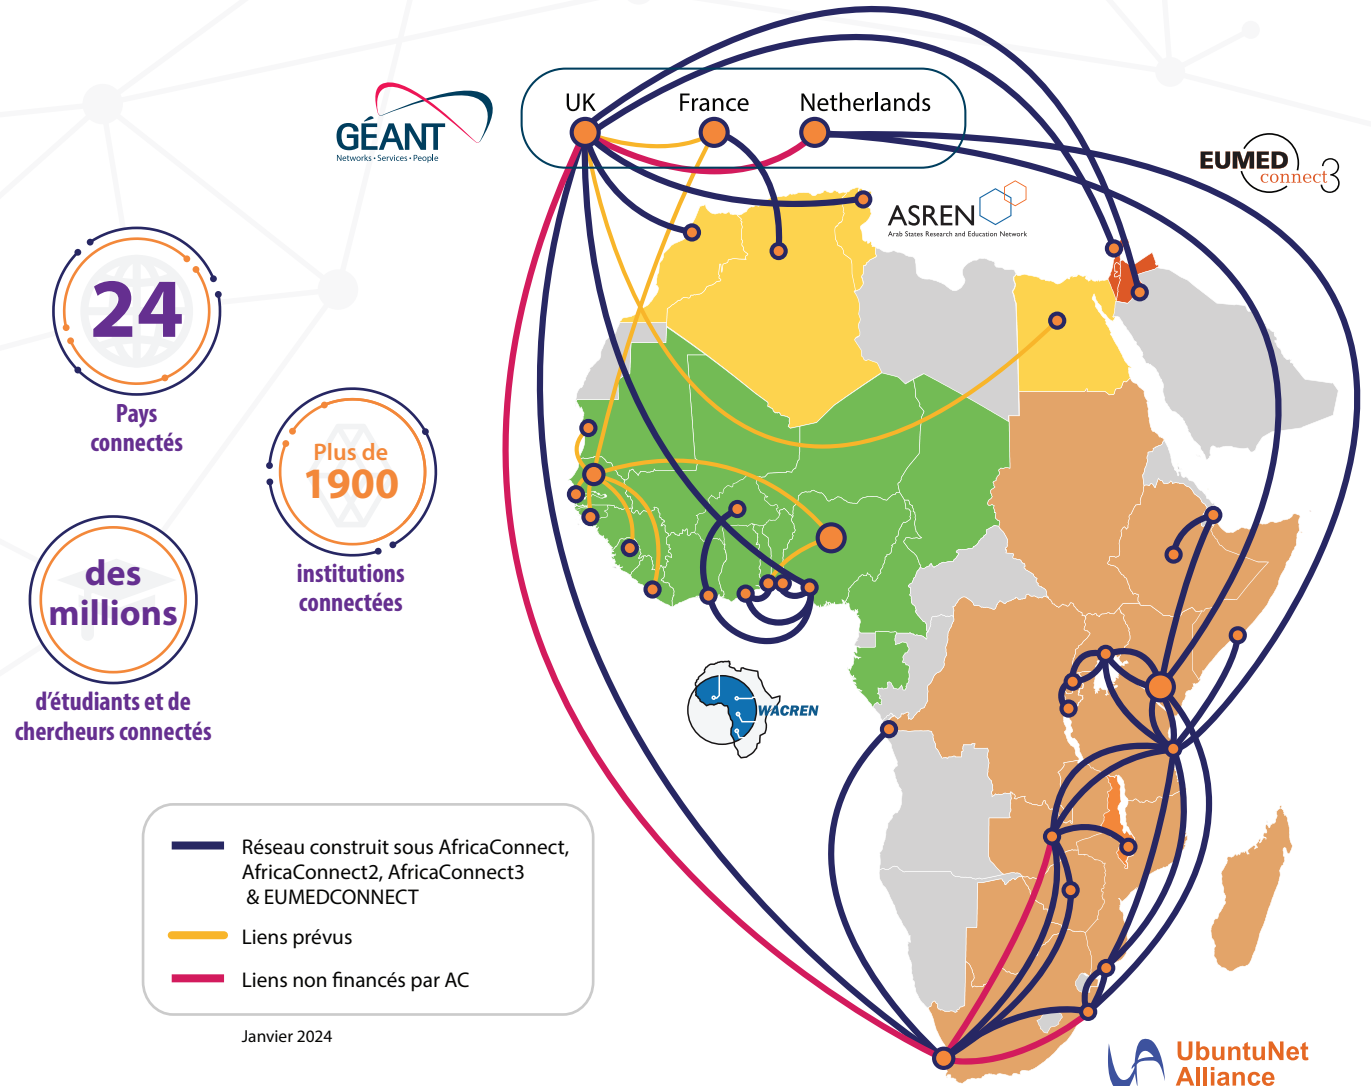 UK
France
Netherlands
GÉANT
Networks • Services • People
EUMED
connect3
ASREN
Arab States Research and Education Network
24
Pays
connectés
Plus de
1900
institutions
connectées
des
millions
d'étudiants et de
chercheurs connectés
WACREN
Réseau construit sous AfricaConnect,
AfricaConnect2, AfricaConnect3
& EUMEDCONNECT
Liens prévus
Liens non financés par AC
Janvier 2024
UbuntuNet
Alliance